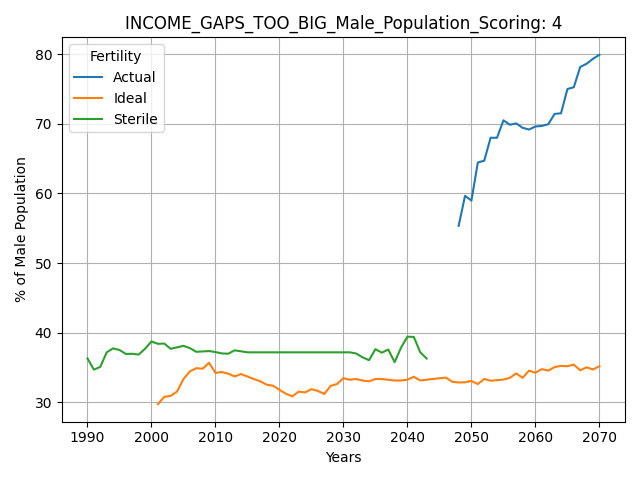 INCOME_GAPS_TOO_BIG_Male_Population_Scoring: 4
Fertility
Actual
Ideal
Sterile
% of Male Population
80
70
60
50
40
30
1990 2000 2010 2020 2030 2040 2050 2060 2070
Years